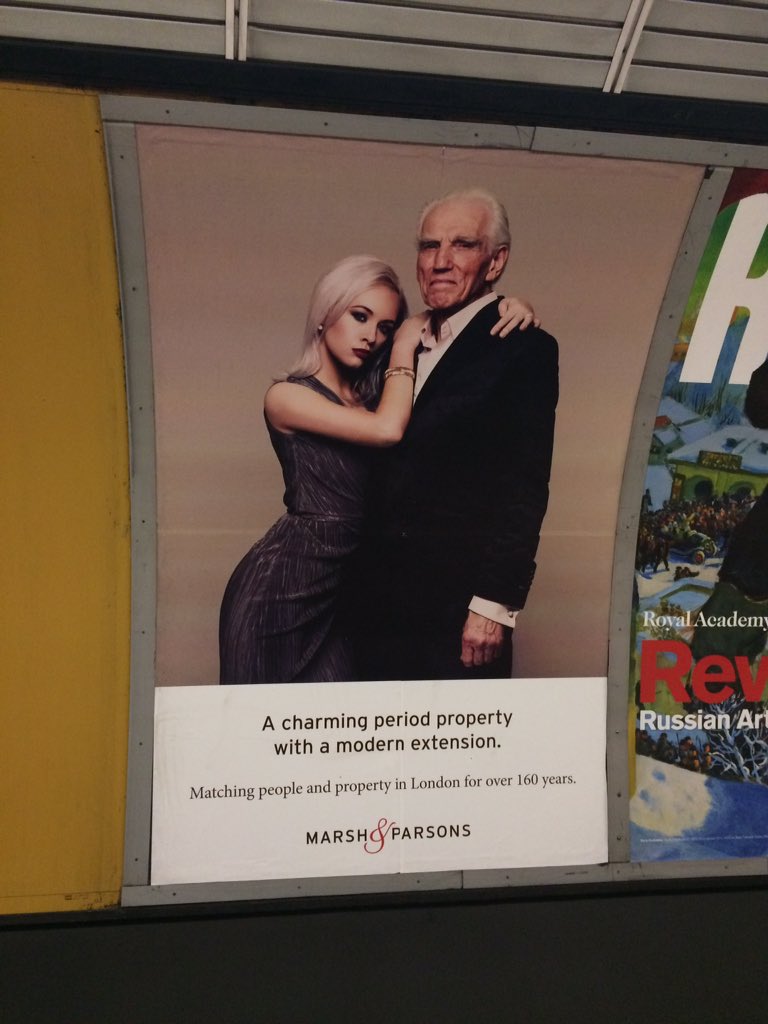 A charming period property
with a modern extension.
Matching people and property in London for over 160 years.
MARSH & PARSONS
R
Royal Academy
Rev
Russian Art